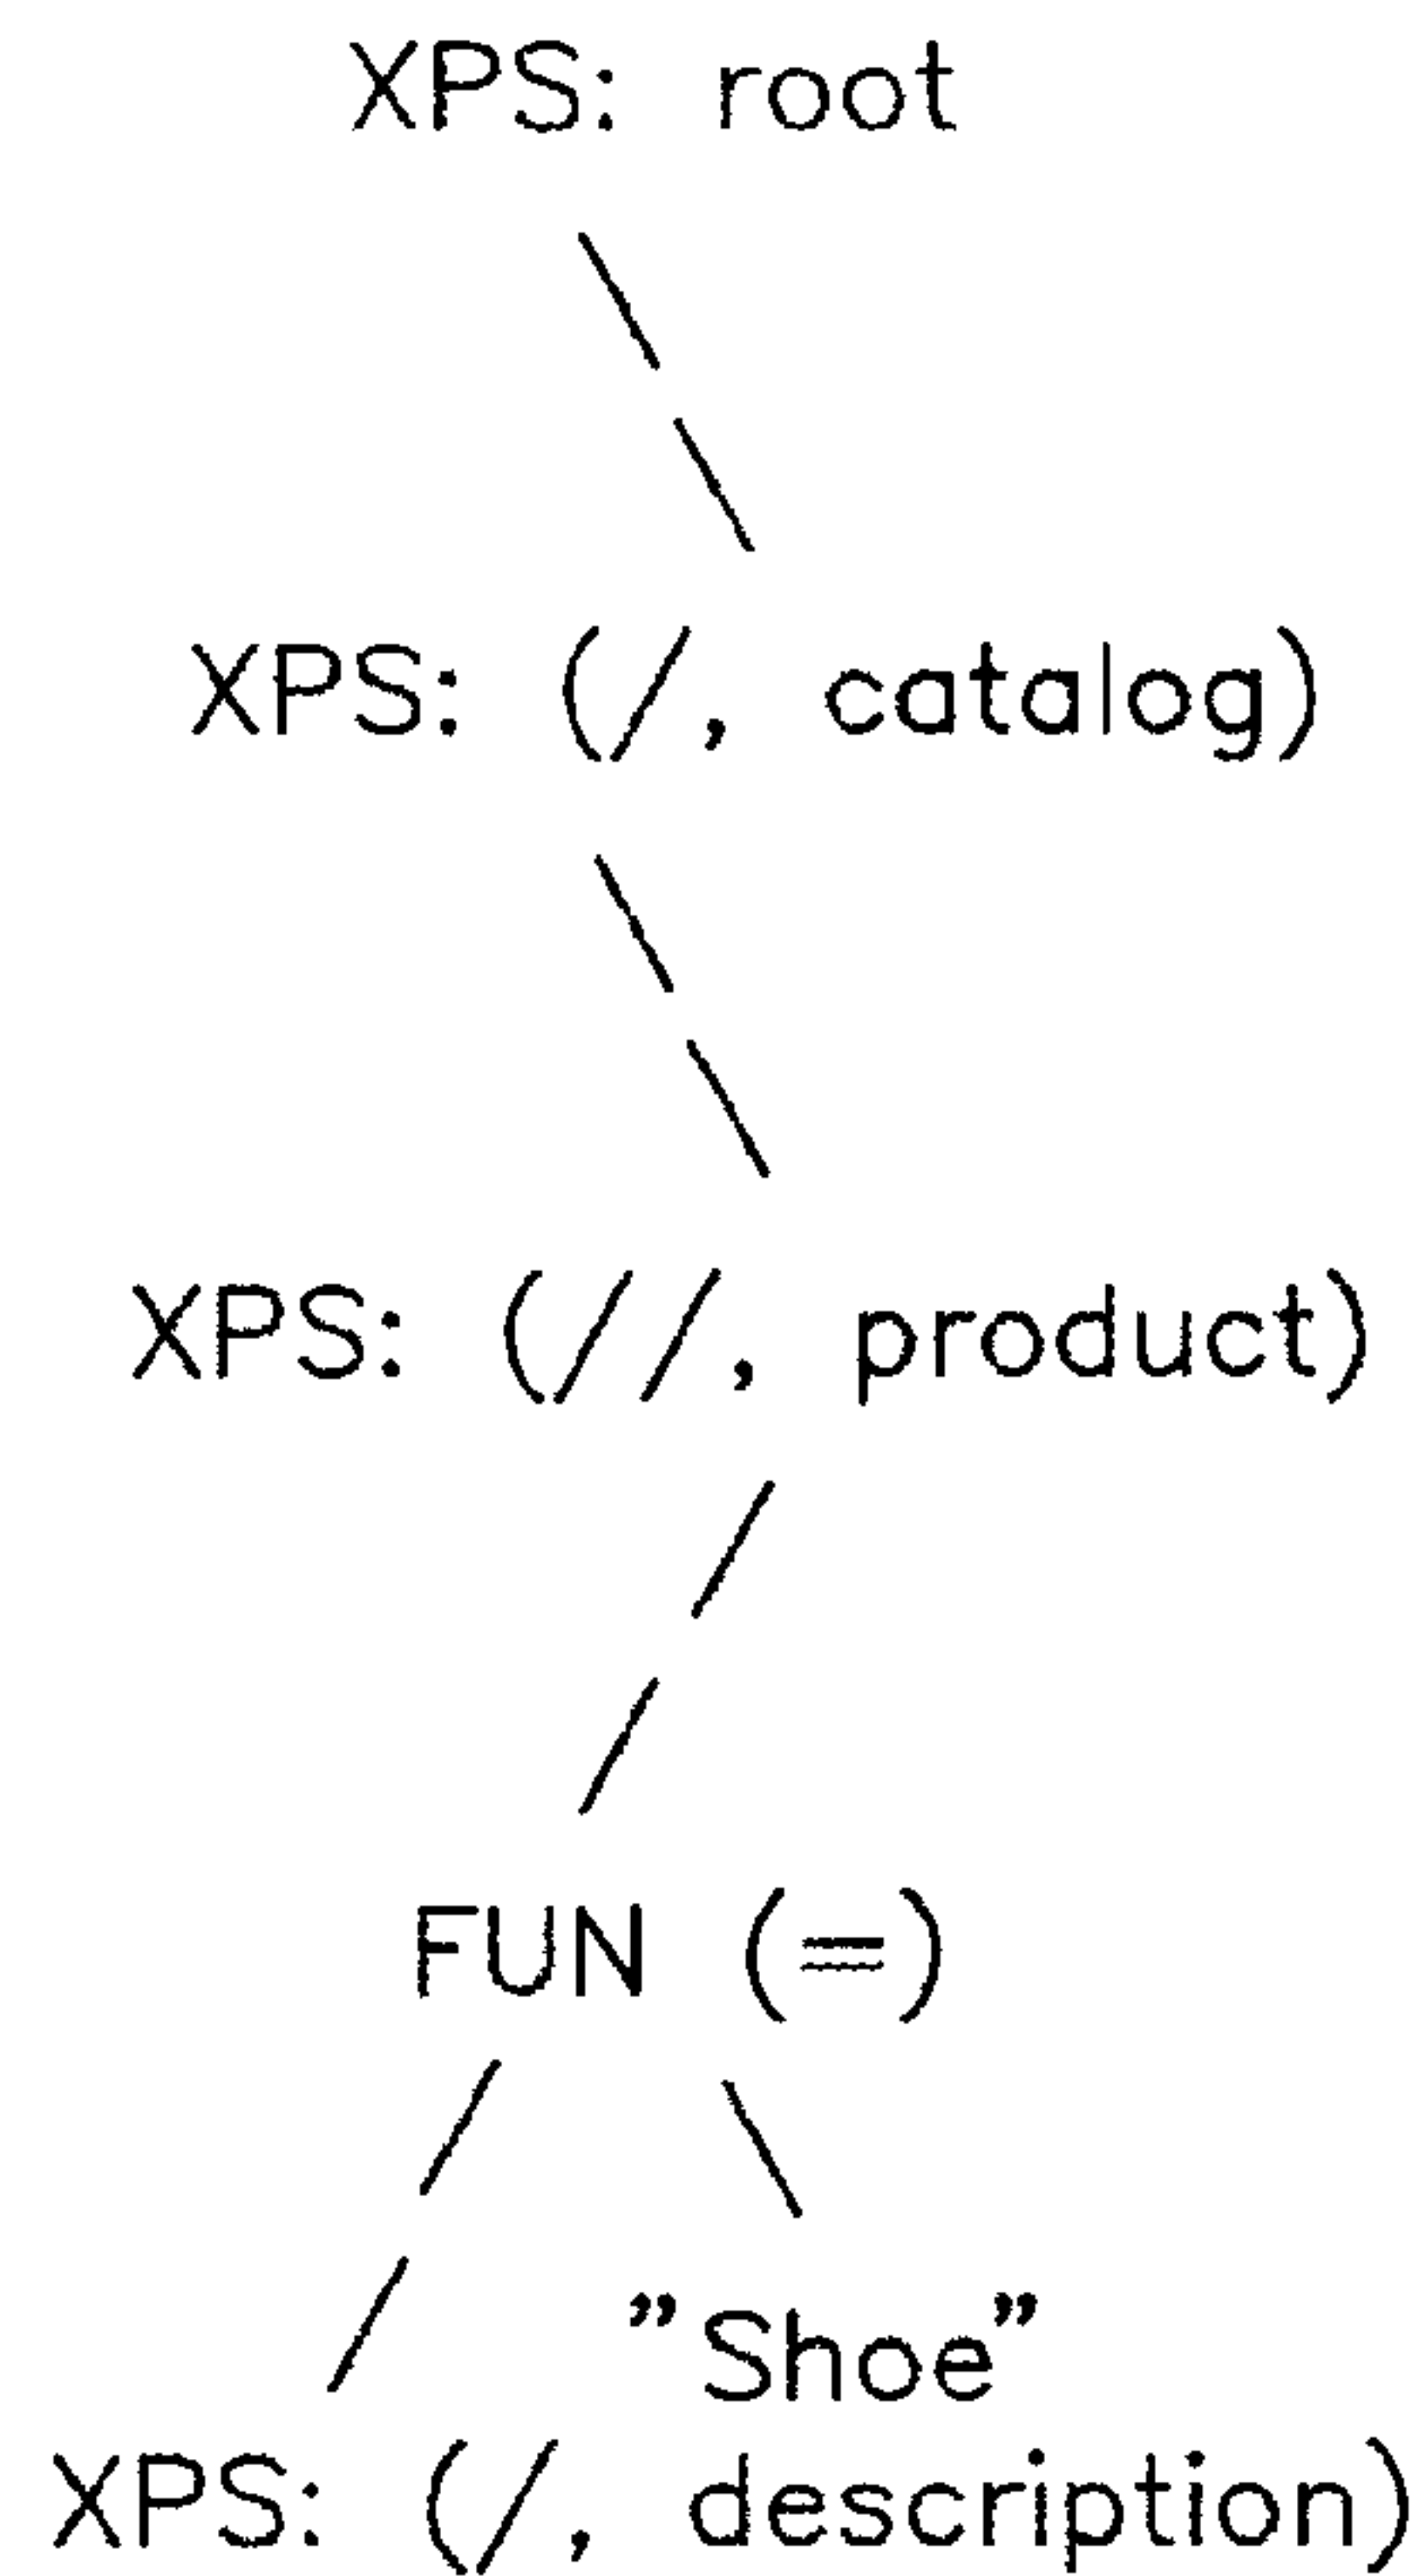 XPS: root
XPS: (/, catalog)
XPS: (//, product)
FUN (=)
”Shoe”
XPS: (/, description)